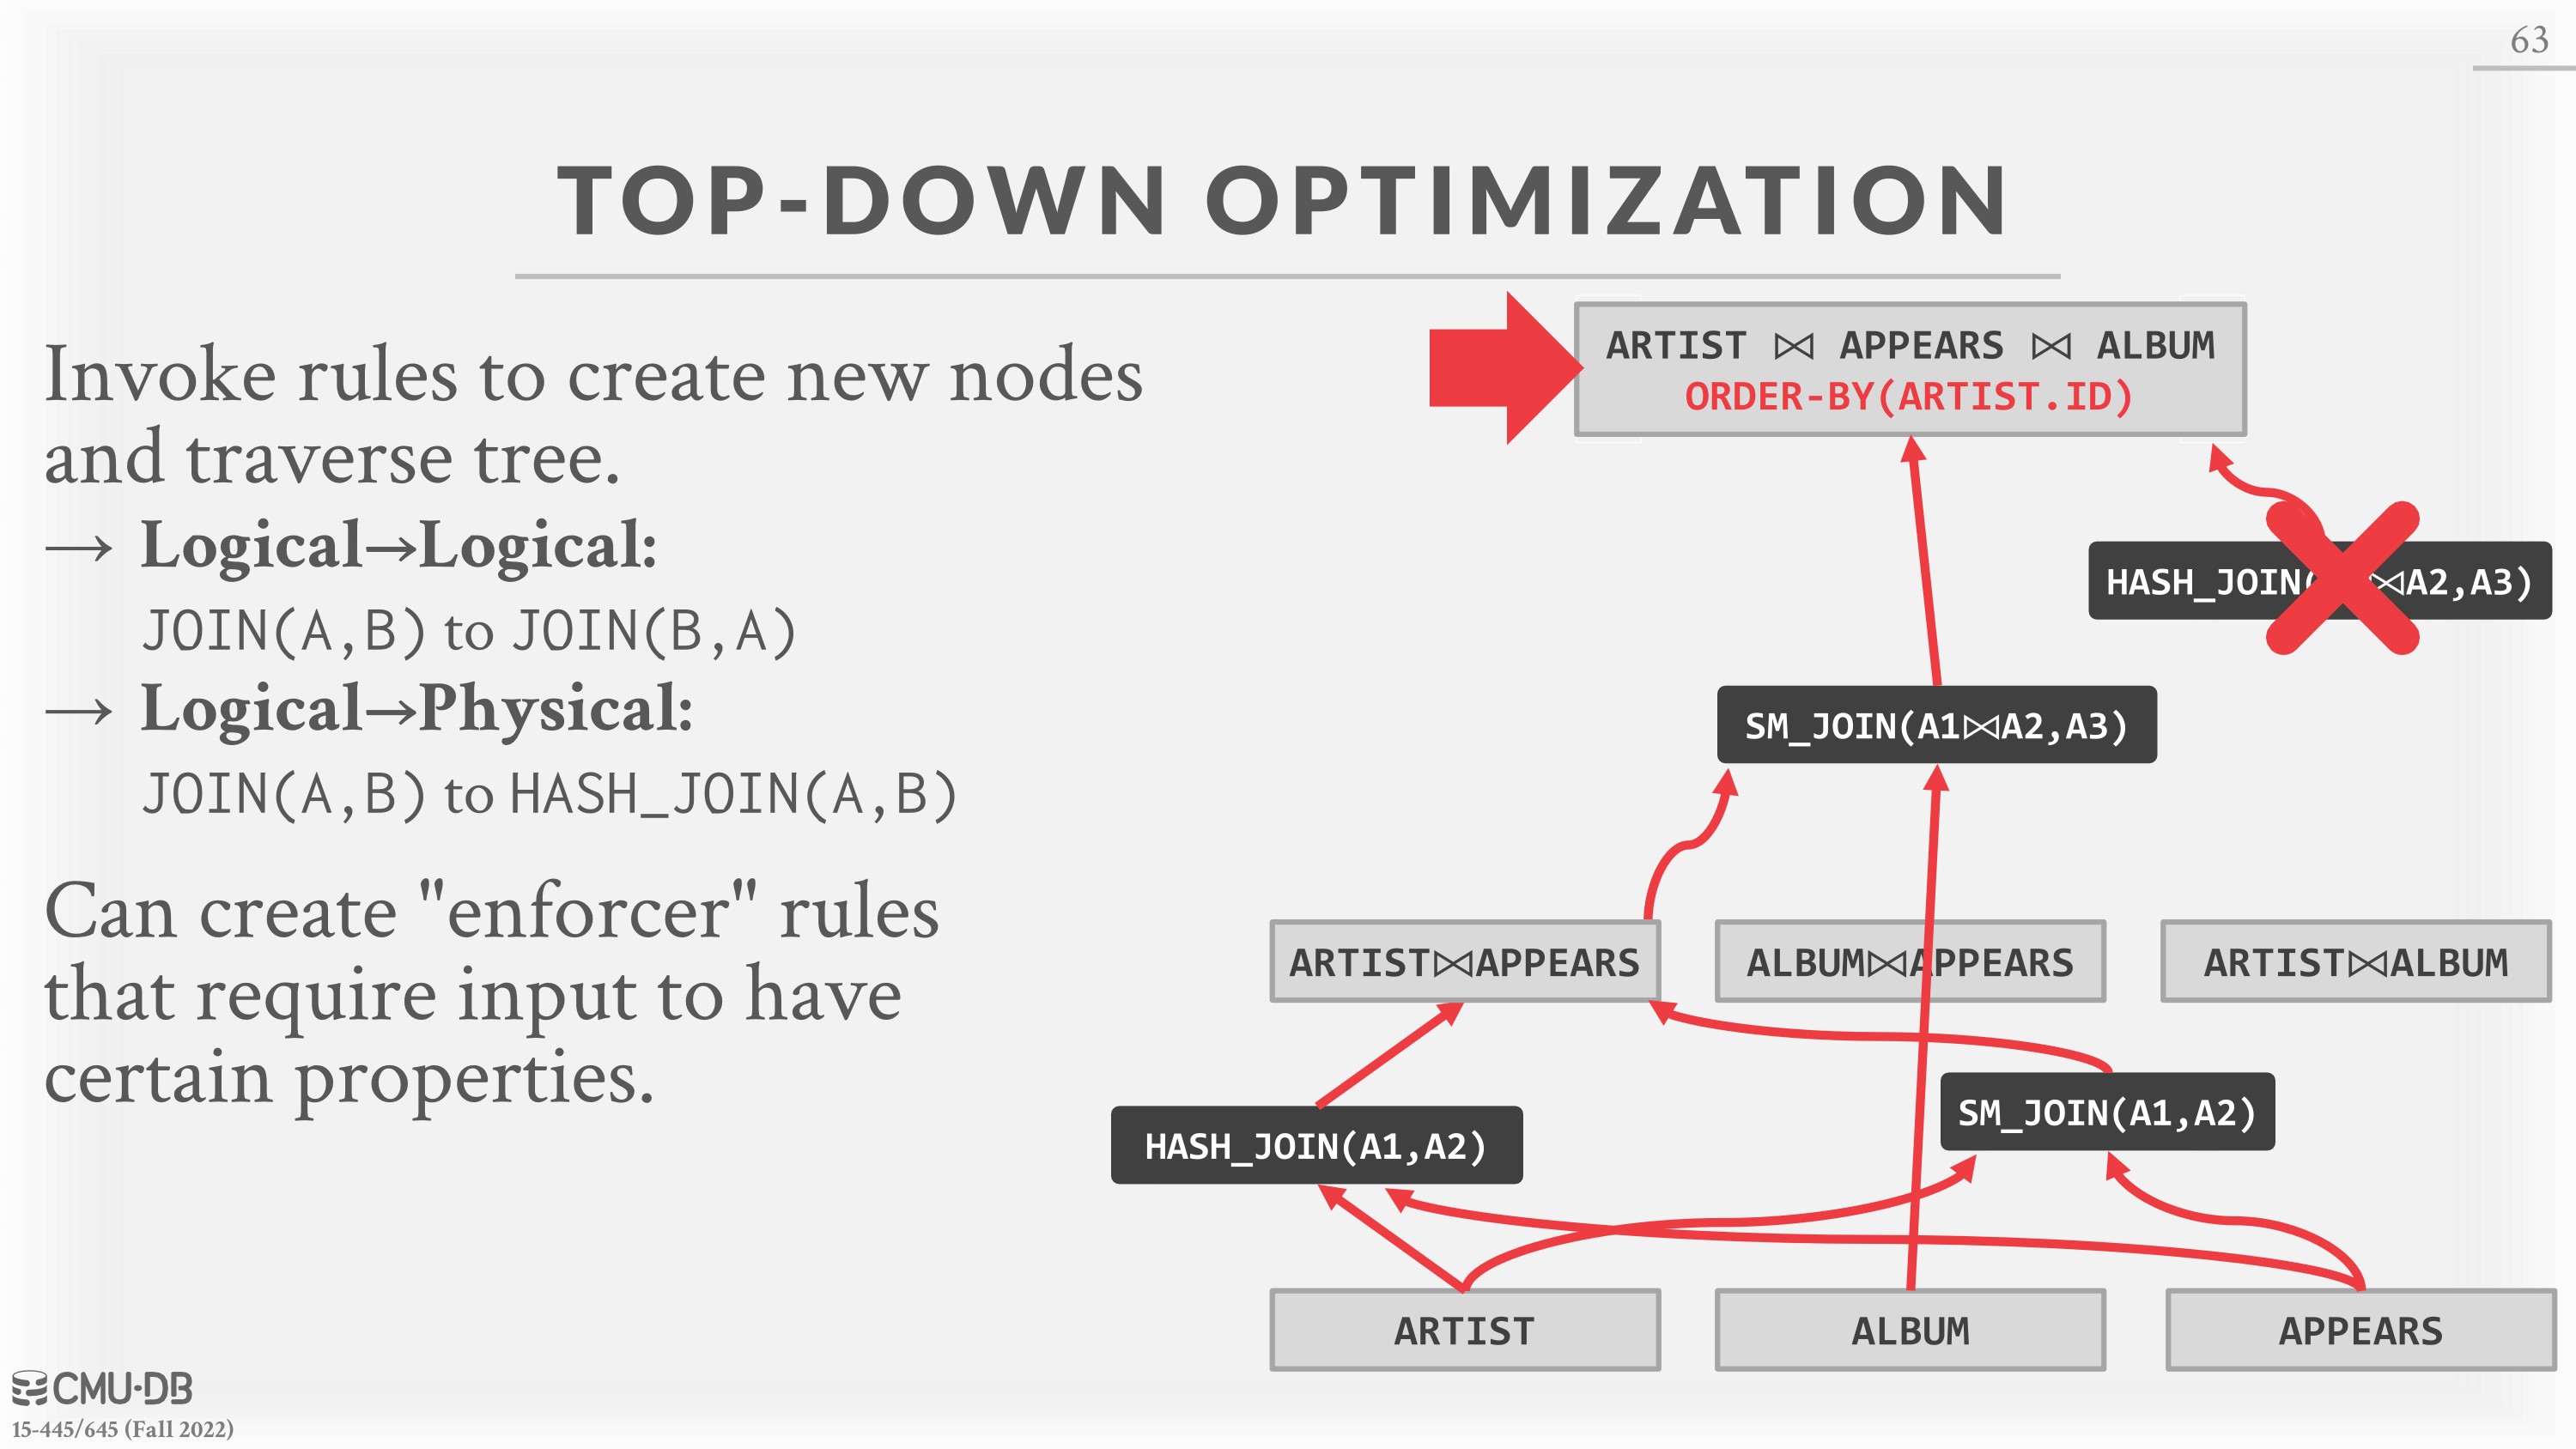 63
TOP-DOWN OPTIMIZATION
Invoke rules to create new nodes
and traverse tree.
→ Logical→Logical:
JOIN(A,B) to JOIN(B,A)
→ Logical→Physical:
JOIN(A,B) to HASH_JOIN(A,B)
Can create "enforcer" rules
that require input to have
certain properties.
ARTIST ⋈ APPEARS ⋈ ALBUM
ORDER-BY(ARTIST.ID)
HASH_JOIN( ⋈A2,A3)
SM_JOIN(A1⋈A2,A3)
ARTIST⋈APPEARS
ALBUM⋈APPEARS
ARTIST⋈ALBUM
HASH_JOIN(A1,A2)
SM_JOIN(A1,A2)
ARTIST
ALBUM
APPEARS
CMU·DB
15-445/645 (Fall 2022)